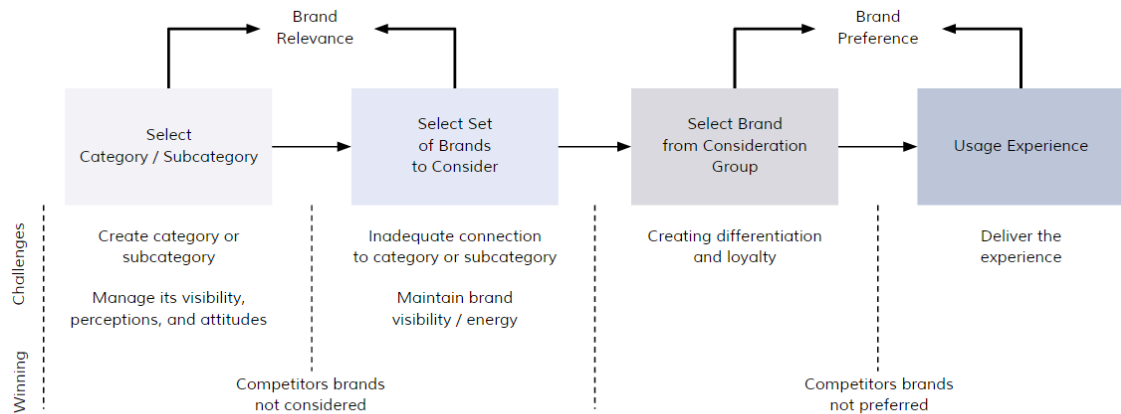 Brand
Relevance
Brand
Preference
Select
Category / Subcategory
Select Set
of Brands
to Consider
Select Brand
from Consideration
Group
Usage Experience
Challenges
Create category or
subcategory
Manage its visibility,
perceptions, and attitudes
Inadequate connection
to category or subcategory
Maintain brand
visibility / energy
Creating differentiation
and loyalty
Deliver the
experience
Winning
Competitors brands
not considered
Competitors brands
not preferred